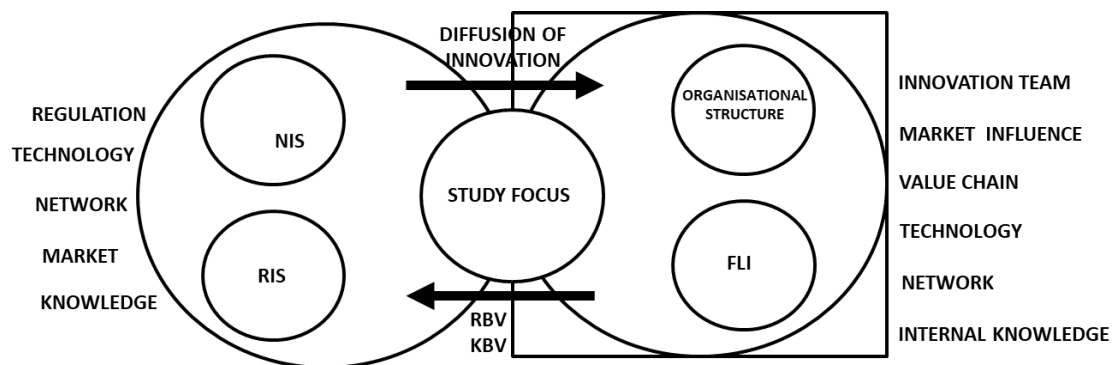 DIFFUSION OF
INNOVATION
REGULATION
TECHNOLOGY
NETWORK
MARKET
KNOWLEDGE
NIS
RIS
STUDY FOCUS
RBV
KBV
ORGANISATIONAL
STRUCTURE
FLI
INNOVATION TEAM
MARKET INFLUENCE
VALUE CHAIN
TECHNOLOGY
NETWORK
INTERNAL KNOWLEDGE